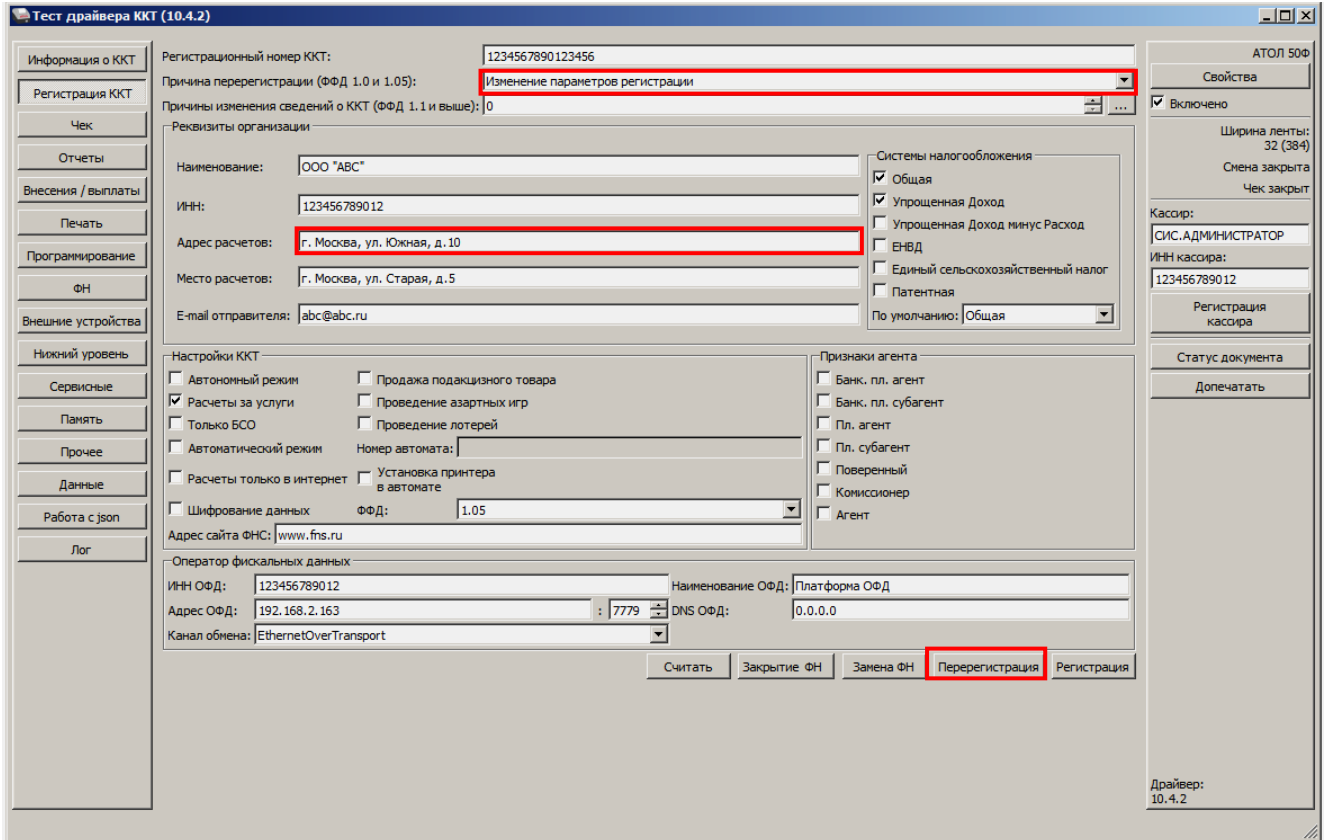 Тест драйвера ККТ (10.4.2)
Информация о ККТ
Регистрация ККТ
Чек
Отчеты
Внесения / выплаты
Печать
Программирование
ФН
Внешние устройства
Нижний уровень
Сервисные
Память
Прочее
Данные
Работа с json
Лог
Регистрационный номер ККТ: 1234567890123456
Причина перерегистрации (ФФД 1.0 и 1.05): Изменение параметров регистрации
Причины изменения сведений о ККТ (ФФД 1.1 и выше): 0 ...
Реквизиты организации
Наименование: ООО "АВС"
ИНН: 123456789012
Адрес расчетов: г. Москва, ул. Южная, д.10
Место расчетов: г. Москва, ул. Старая, д.5
E-mail отправителя: abc@abc.ru
Системы налогообложения
Общая
Упрощенная Доход
Упрощенная Доход минус Расход
ЕНВД
Единый сельскохозяйственный налог
Патентная
По умолчанию: Общая
Настройки ККТ
Автономный режим
Продажа подакцизного товара
Расчеты за услуги
Проведение азартных игр
Только БСО
Проведение лотерей
Автоматический режим
Номер автомата:
Расчеты только в интернет
Установка принтера
в автомате
Шифрование данных
ФФД: 1.05
Адрес сайта ФНС: www.fns.ru
Признаки агента
Банк. пл. агент
Банк. пл. субагент
Пл. агент
Пл. субагент
Поверенный
Комиссионер
Агент
Оператор фискальных данных
ИНН ОФД: 123456789012
Наименование ОФД: Платформа ОФД
Адрес ОФД: 192.168.2.163 : 7779
DNS ОФД: 0.0.0.0
Канал обмена: EthernetOverTransport
Считать
Закрытие ФН
Замена ФН
Перерегистрация
Регистрация
АТОЛ 50Ф
Свойства
Включено
Ширина ленты:
32 (384)
Смена закрыта
Чек закрыт
Кассир:
СИС.АДМИНИСТРАТОР
ИНН кассира:
123456789012
Регистрация
кассира
Статус документа
Допечатать
Драйвер:
10.4.2